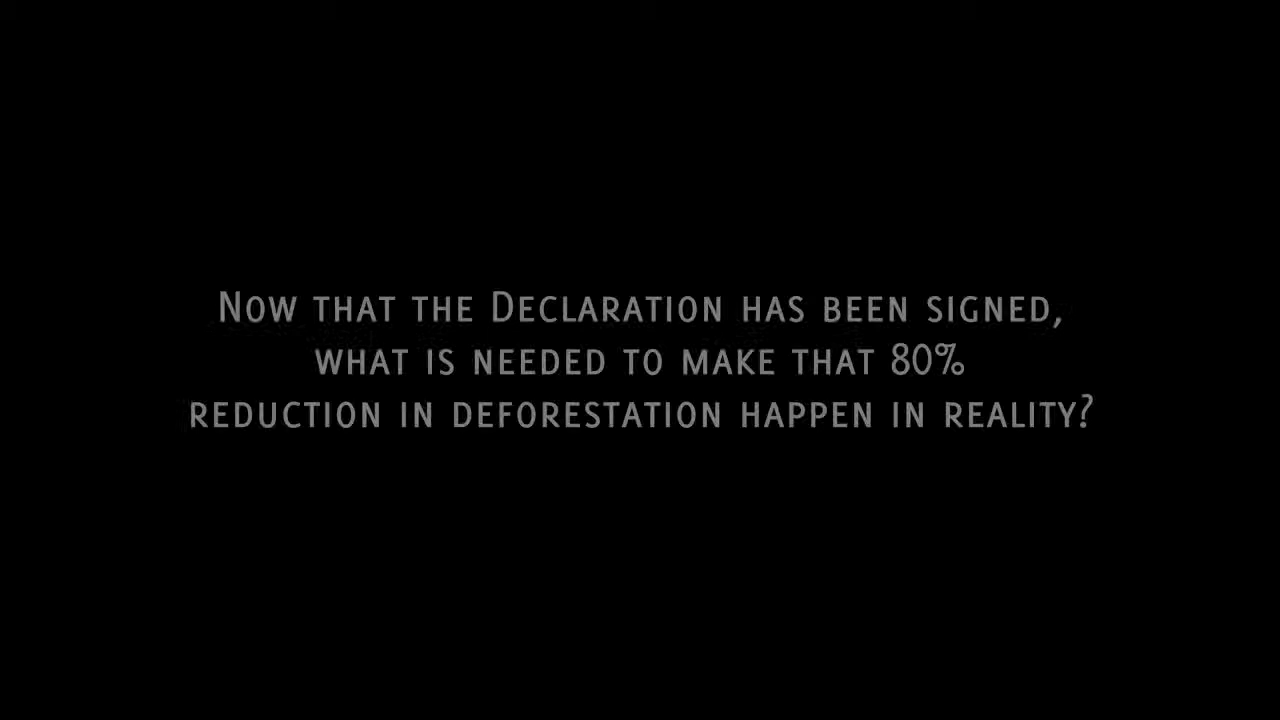 Now that the Declaration has been signed,
what is needed to make that 80%
reduction in deforestation happen in reality?